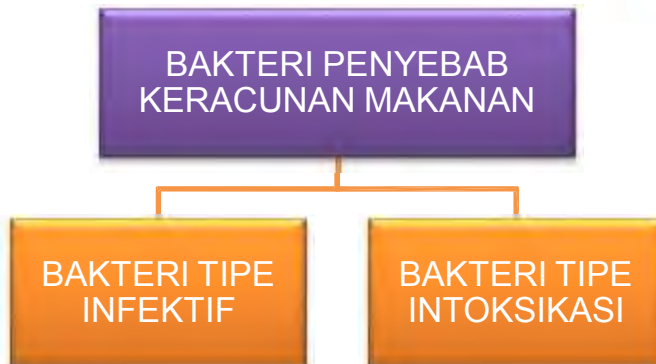 BAKTERI PENYEBAB
KERACUNAN MAKANAN
BAKTERI TIPE
INFEKTIF
BAKTERI TIPE
INTOKSIKASI